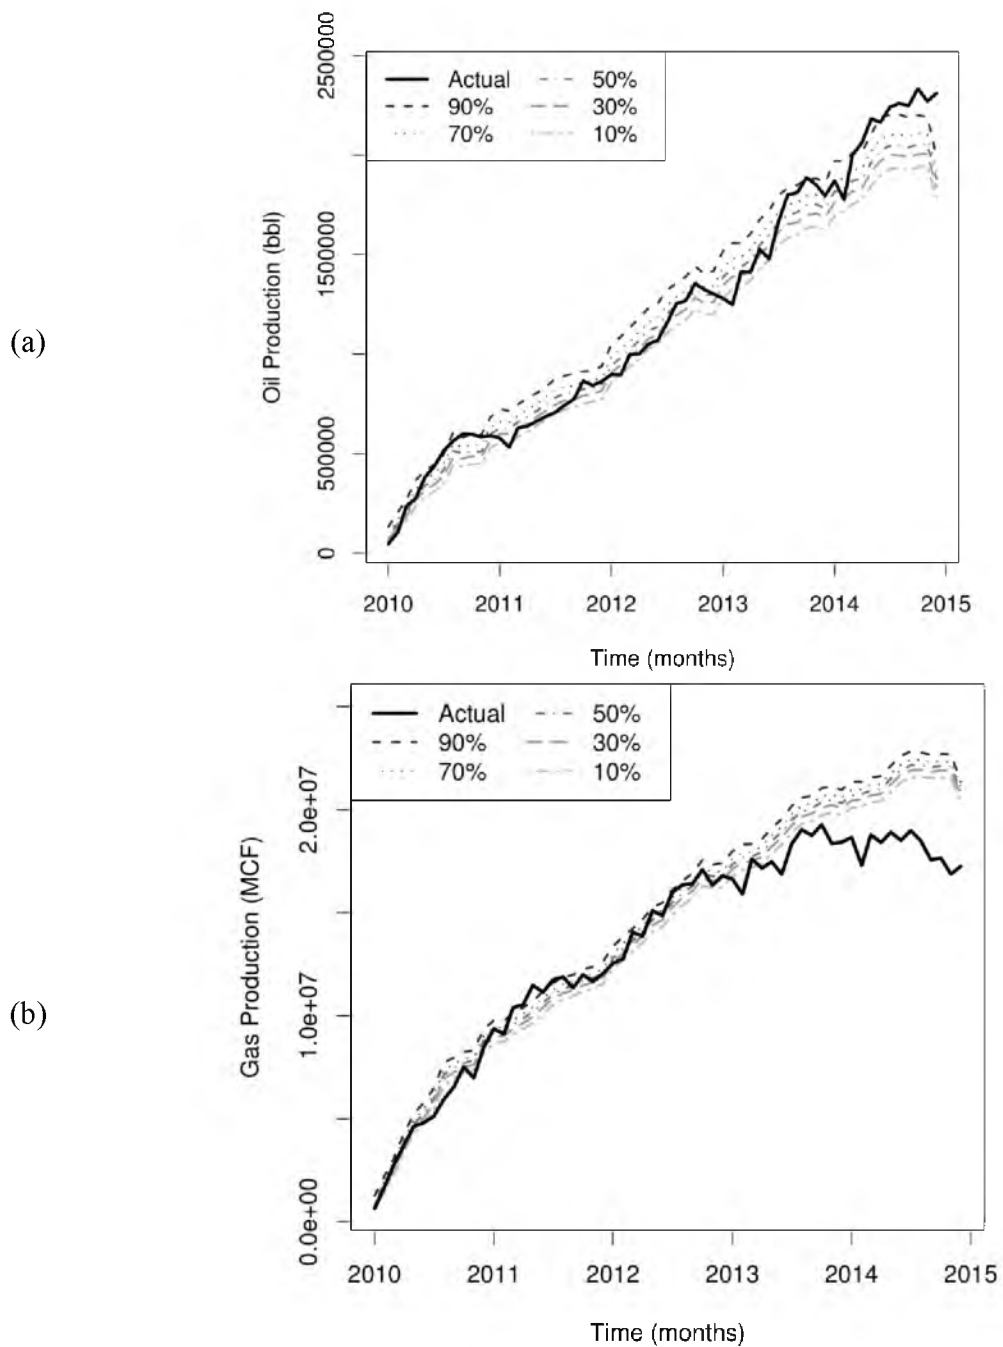 (a)
Oil Production (bbl)
2500000
1500000
500000
0
Actual
90%
70%
50%
30%
10%
2010 2011 2012 2013 2014 2015
Time (months)
(b)
Gas Production (MCF)
2.0e+07
1.0e+07
0.0e+00
Actual
90%
70%
50%
30%
10%
2010 2011 2012 2013 2014 2015
Time (months)